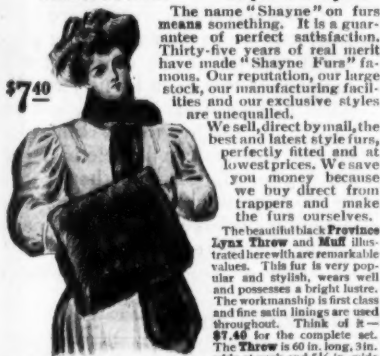 The name "Shayne" on furs
means something. It is a guar-
antee of perfect satisfaction.
Thirty-five years of real merit
have made "Shayne Furs" fa-
mous. Our reputation, our large
stock, our manufacturing facil-
ities and our exclusive styles
are unequalled.
$7.40
We sell, direct by mail, the
best and latest style furs,
perfectly fitted and at
lowest prices. We save
you money because
we buy direct from
trappers and make
the furs ourselves.
The beautiful black Province
Lynx Throw and Muff illus-
trated herewith are remarkable
values. This fur is very pop-
ular and stylish, wears well
and possesses a bright lustre.
The workmanship is first class
and fine satin linings are used
throughout. Think of it—
$7.40 for the complete set.
The Throw is 60 in. long, 3 in.